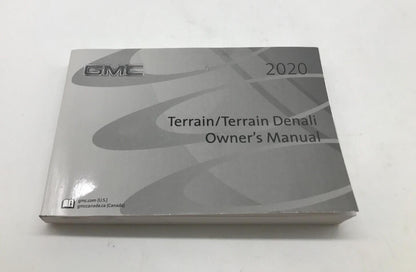 GMC
2020
Terrain/Terrain Denali
Owner's Manual
gmc.com (U.S.)
gmccanada.ca (Canada)